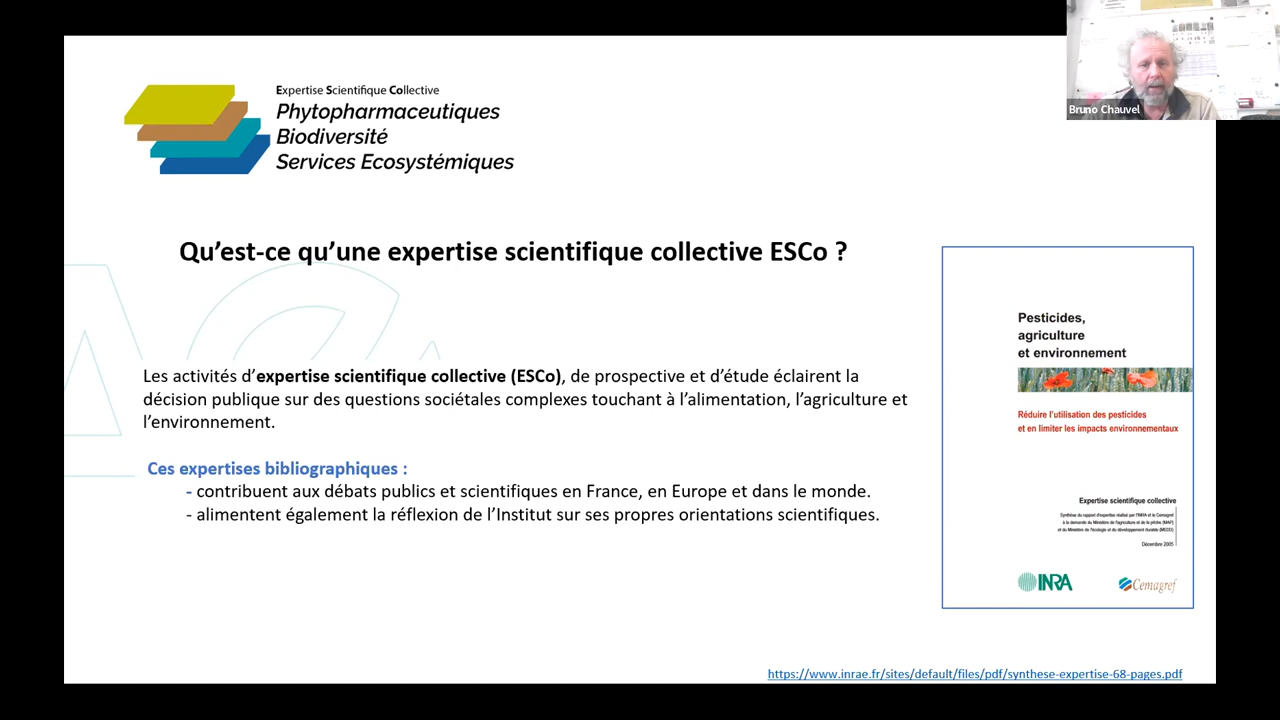 Expertise Scientifique Collective
Phytopharmaceutiques
Biodiversité
Services Ecosystémiques
Bruno Chauvel
Qu’est-ce qu’une expertise scientifique collective ESCo ?
Les activités d’expertise scientifique collective (ESCo), de prospective et d’étude éclairent la
décision publique sur des questions sociétales complexes touchant à l’alimentation, l’agriculture et
l’environnement.
Ces expertises bibliographiques :
- contribuent aux débats publics et scientifiques en France, en Europe et dans le monde.
- alimentent également la réflexion de l’Institut sur ses propres orientations scientifiques.
Pesticides,
agriculture
et environnement
Réduire l’utilisation des pesticides
et en limiter les impacts environnementaux
Expertise scientifique collective
Synthèse du rapport d’expertise réalisé par l’INRA et le Cemagref
à la demande du Ministère de l’agriculture et de la pêche (MAP)
et du Ministère de l’écologie et du développement durable (MEDD)
Décembre 2005
INRA
Cemagref
https://www.inrae.fr/sites/default/files/pdf/synthese-expertise-68-pages.pdf